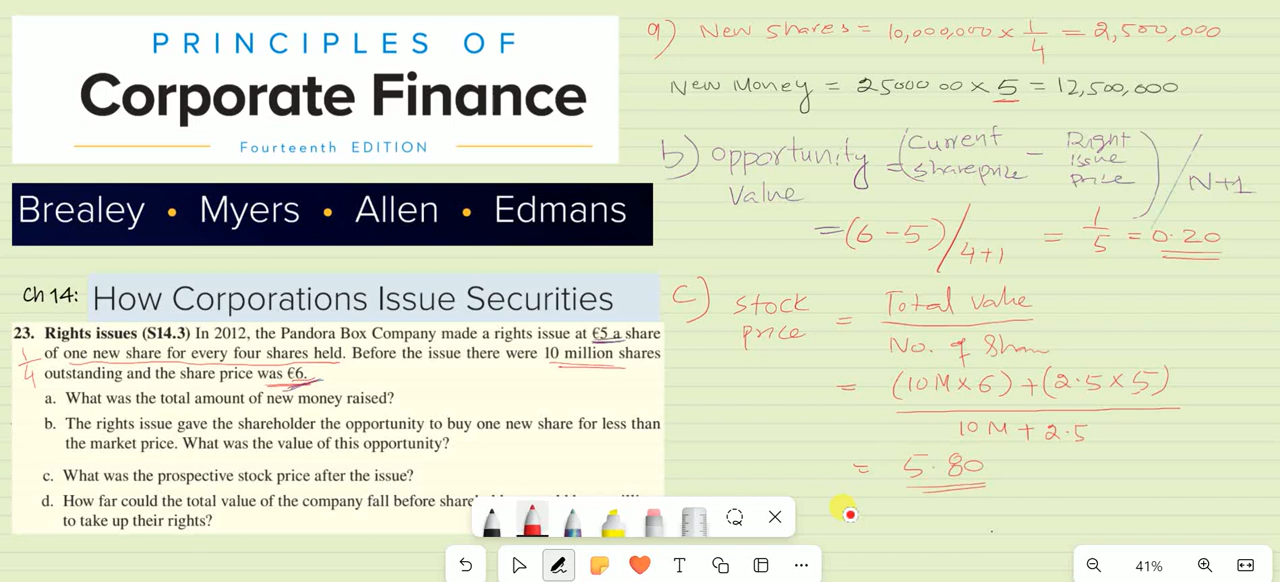 PRINCIPLES OF
Corporate Finance
Fourteenth EDITION
Brealey • Myers • Allen • Edmans
Ch 14: How Corporations Issue Securities
23. Rights issues (S14.3) In 2012, the Pandora Box Company made a rights issue at €5 a share
of one new share for every four shares held. Before the issue there were 10 million shares
outstanding and the share price was €6.
1/4
a. What was the total amount of new money raised?
b. The rights issue gave the shareholder the opportunity to buy one new share for less than
the market price. What was the value of this opportunity?
c. What was the prospective stock price after the issue?
d. How far could the total value of the company fall before
to take up their rights?
a) New shares = 10,000,000 × 1/4 = 2,500,000
New Money = 2500000 × 5 = 12,500,000
b) opportunity value = (Current shareprize - Right issue prize) / N+1
= (6-5) / 4+1 = 1/5 = 0.20
c) stock price = Total value / No. of Share
= (10M×6)+(2.5×5) / 10M+2.5
= 5.80
T
41%